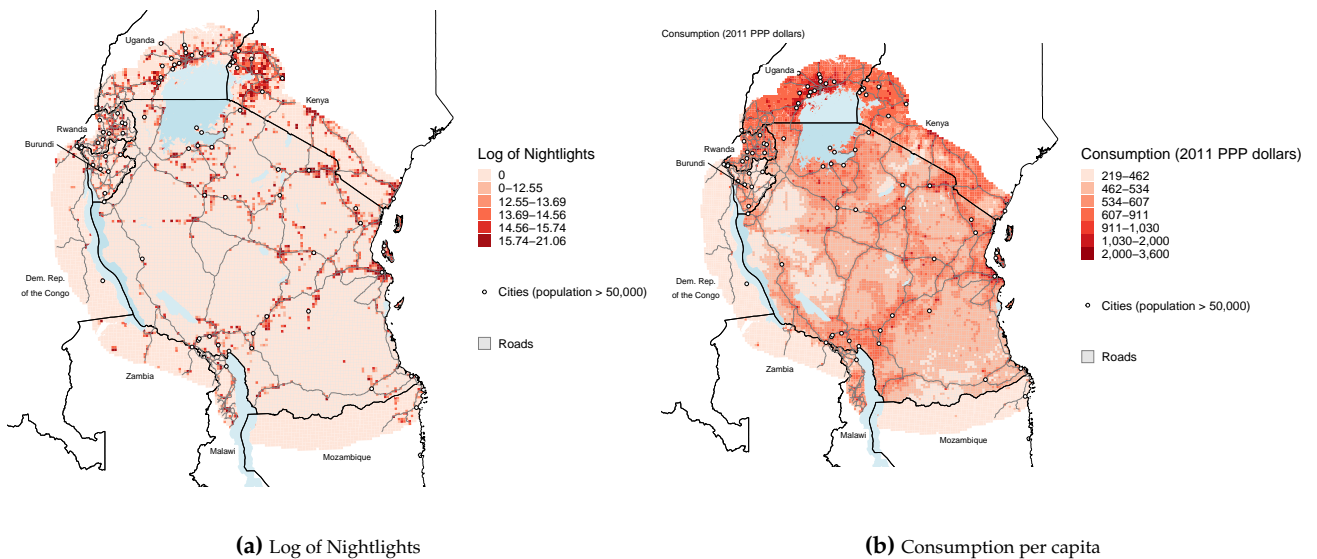 Uganda
Kenya
Rwanda
Burundi
Dem. Rep.
of the Congo
Zambia
Malawi
Mozambique
Log of Nightlights
0
0–12.55
12.55–13.69
13.69–14.56
14.56–15.74
15.74–21.06
Cities (population > 50,000)
Roads
(a) Log of Nightlights
Consumption (2011 PPP dollars)
Uganda
Kenya
Rwanda
Burundi
Dem. Rep.
of the Congo
Zambia
Malawi
Mozambique
Consumption (2011 PPP dollars)
219–462
462–534
534–607
607–911
911–1,030
1,030–2,000
2,000–3,600
Cities (population > 50,000)
Roads
(b) Consumption per capita